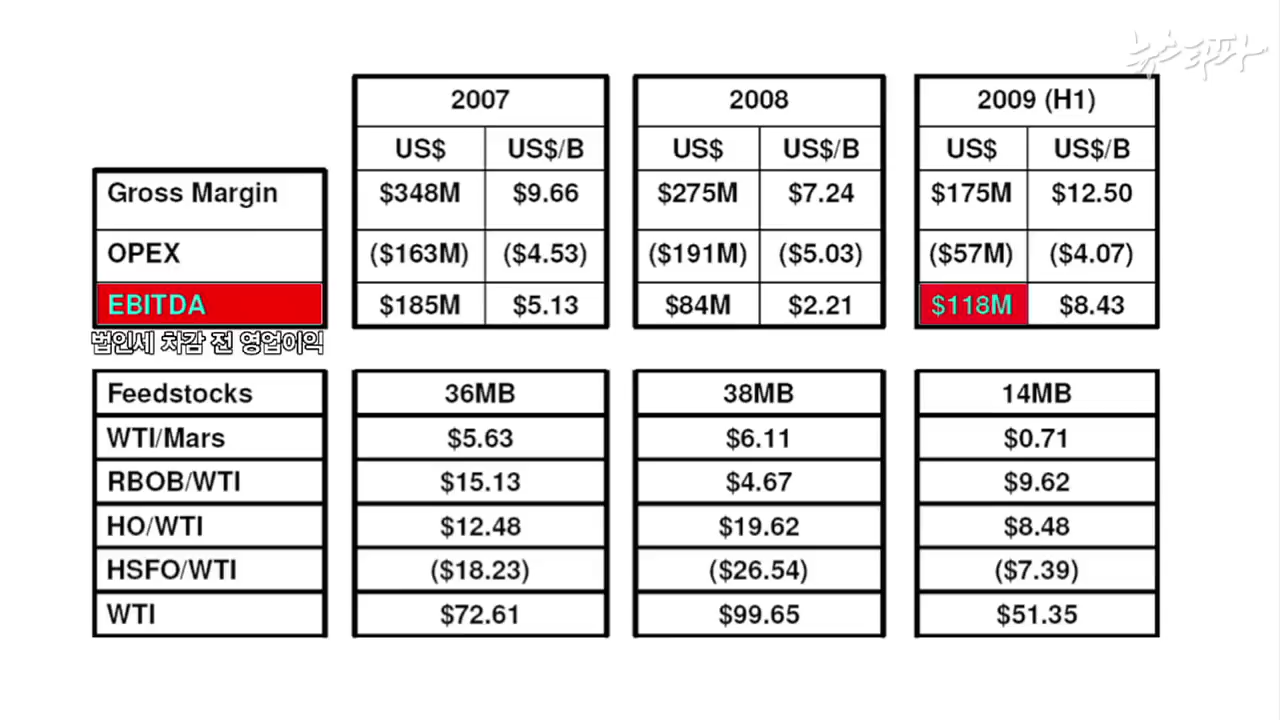 뉴스타파
2007 2008 2009 (H1)
US$ US$/B US$ US$/B US$ US$/B
Gross Margin $348M $9.66 $275M $7.24 $175M $12.50
OPEX ($163M) ($4.53) ($191M) ($5.03) ($57M) ($4.07)
EBITDA $185M $5.13 $84M $2.21 $118M $8.43
법인세 차감 전 영업이익
Feedstocks 36MB 38MB 14MB
WTI/Mars $5.63 $6.11 $0.71
RBOB/WTI $15.13 $4.67 $9.62
HO/WTI $12.48 $19.62 $8.48
HSFO/WTI ($18.23) ($26.54) ($7.39)
WTI $72.61 $99.65 $51.35